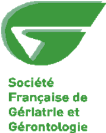 Société
Française de
Gériatrie et
Gérontologie